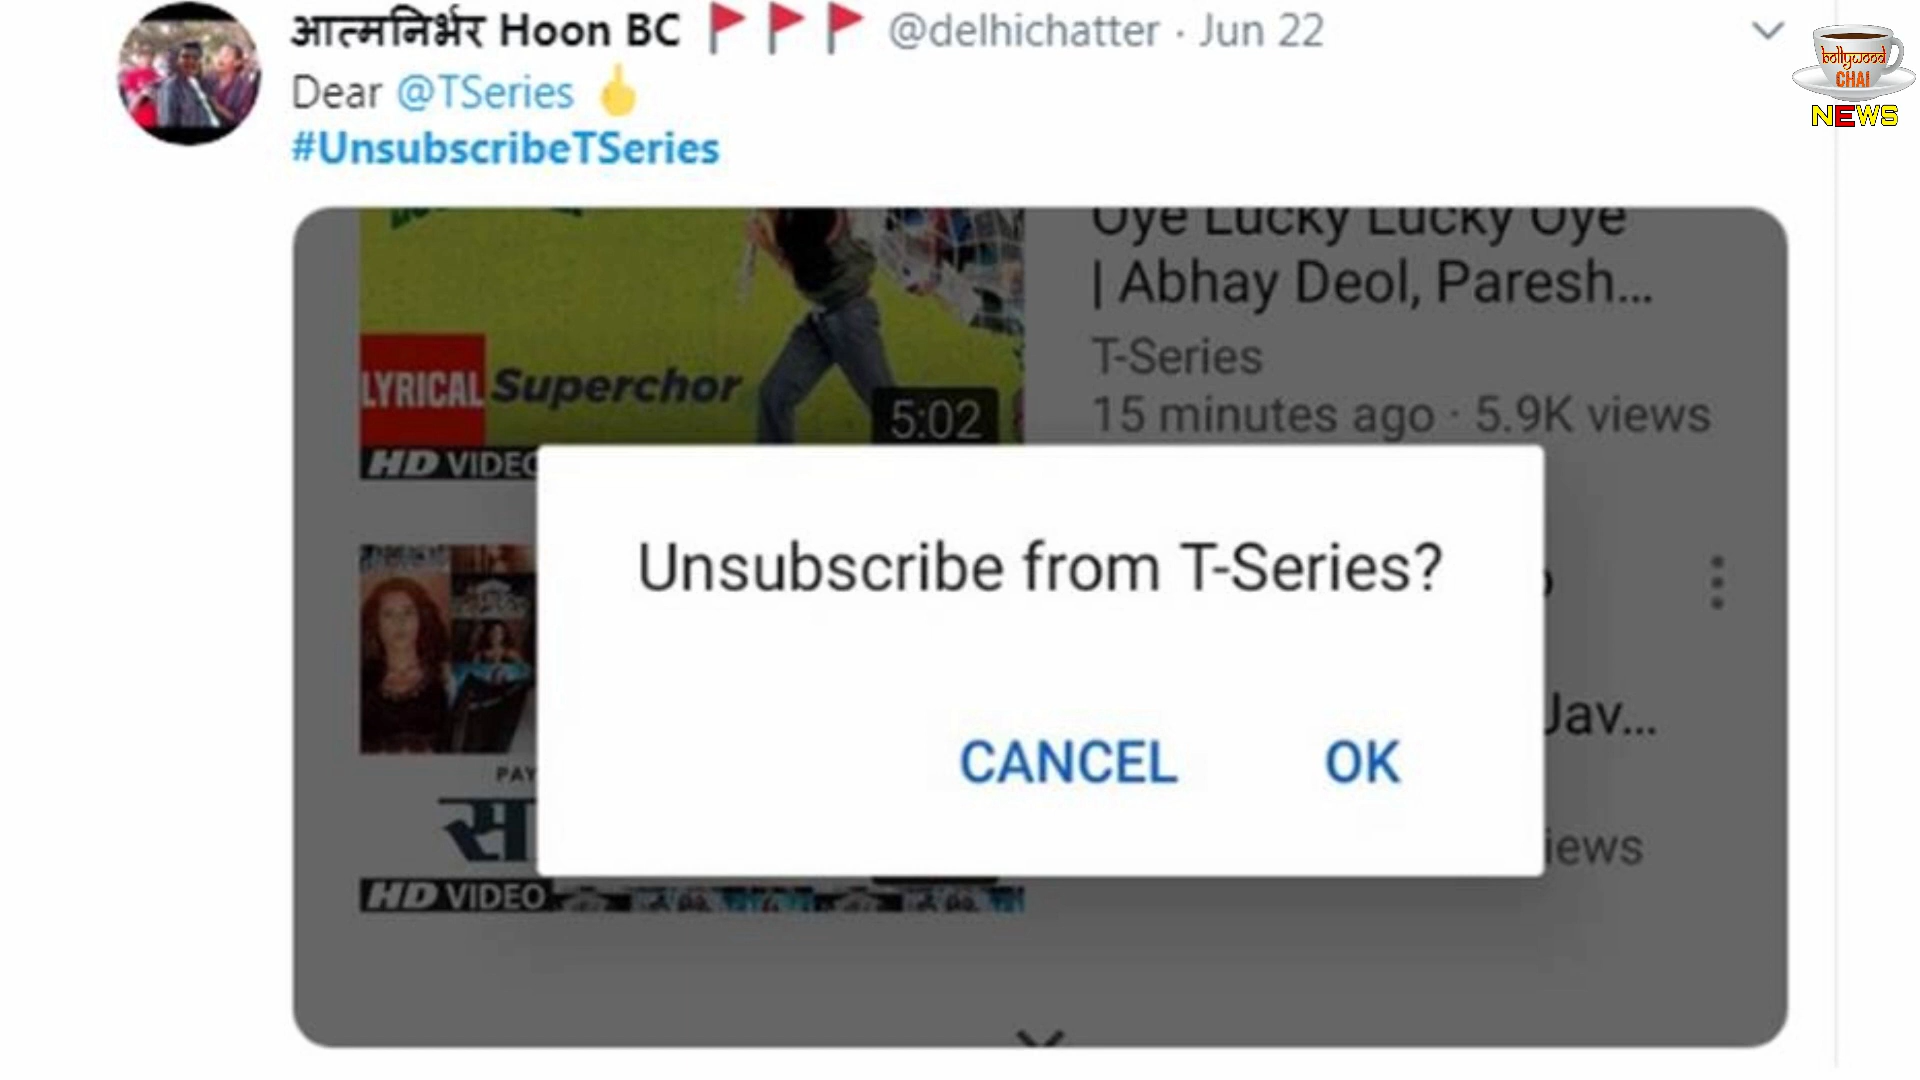 आत्मनिर्भर Hoon BC 🚩 🚩 🚩 @delhichatter · Jun 22
Dear @TSeries 🖕
#UnsubscribeTSeries
bollywood
CHAI
NEWS
Oye Lucky Lucky Oye
| Abhay Deol, Paresh...
T-Series
15 minutes ago · 5.9K views
LYRICAL Superchor
5:02
HD VIDEO
Unsubscribe from T-Series?
CANCEL OK
Jav...
PAY
सा
iews
HD VIDEO